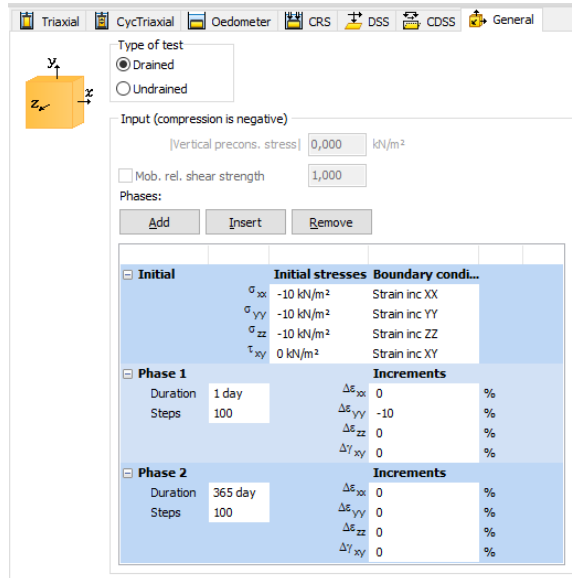 Triaxial CycTriaxial Oedometer CRS DSS CDSS General
Type of test
Drained
Undrained
y
x
z
Input (compression is negative)
|Vertical precons. stress| 0,000 kN/m²
Mob. rel. shear strength 1,000
Phases:
Add Insert Remove
Initial Initial stresses Boundary condi...
σxx -10 kN/m² Strain inc XX
σyy -10 kN/m² Strain inc YY
σzz -10 kN/m² Strain inc ZZ
τxy 0 kN/m² Strain inc XY
Phase 1 Increments
Duration 1 day Δεxx 0 %
Steps 100 Δεyy -10 %
Δεzz 0 %
Δγxy 0 %
Phase 2 Increments
Duration 365 day Δεxx 0 %
Steps 100 Δεyy 0 %
Δεzz 0 %
Δγxy 0 %